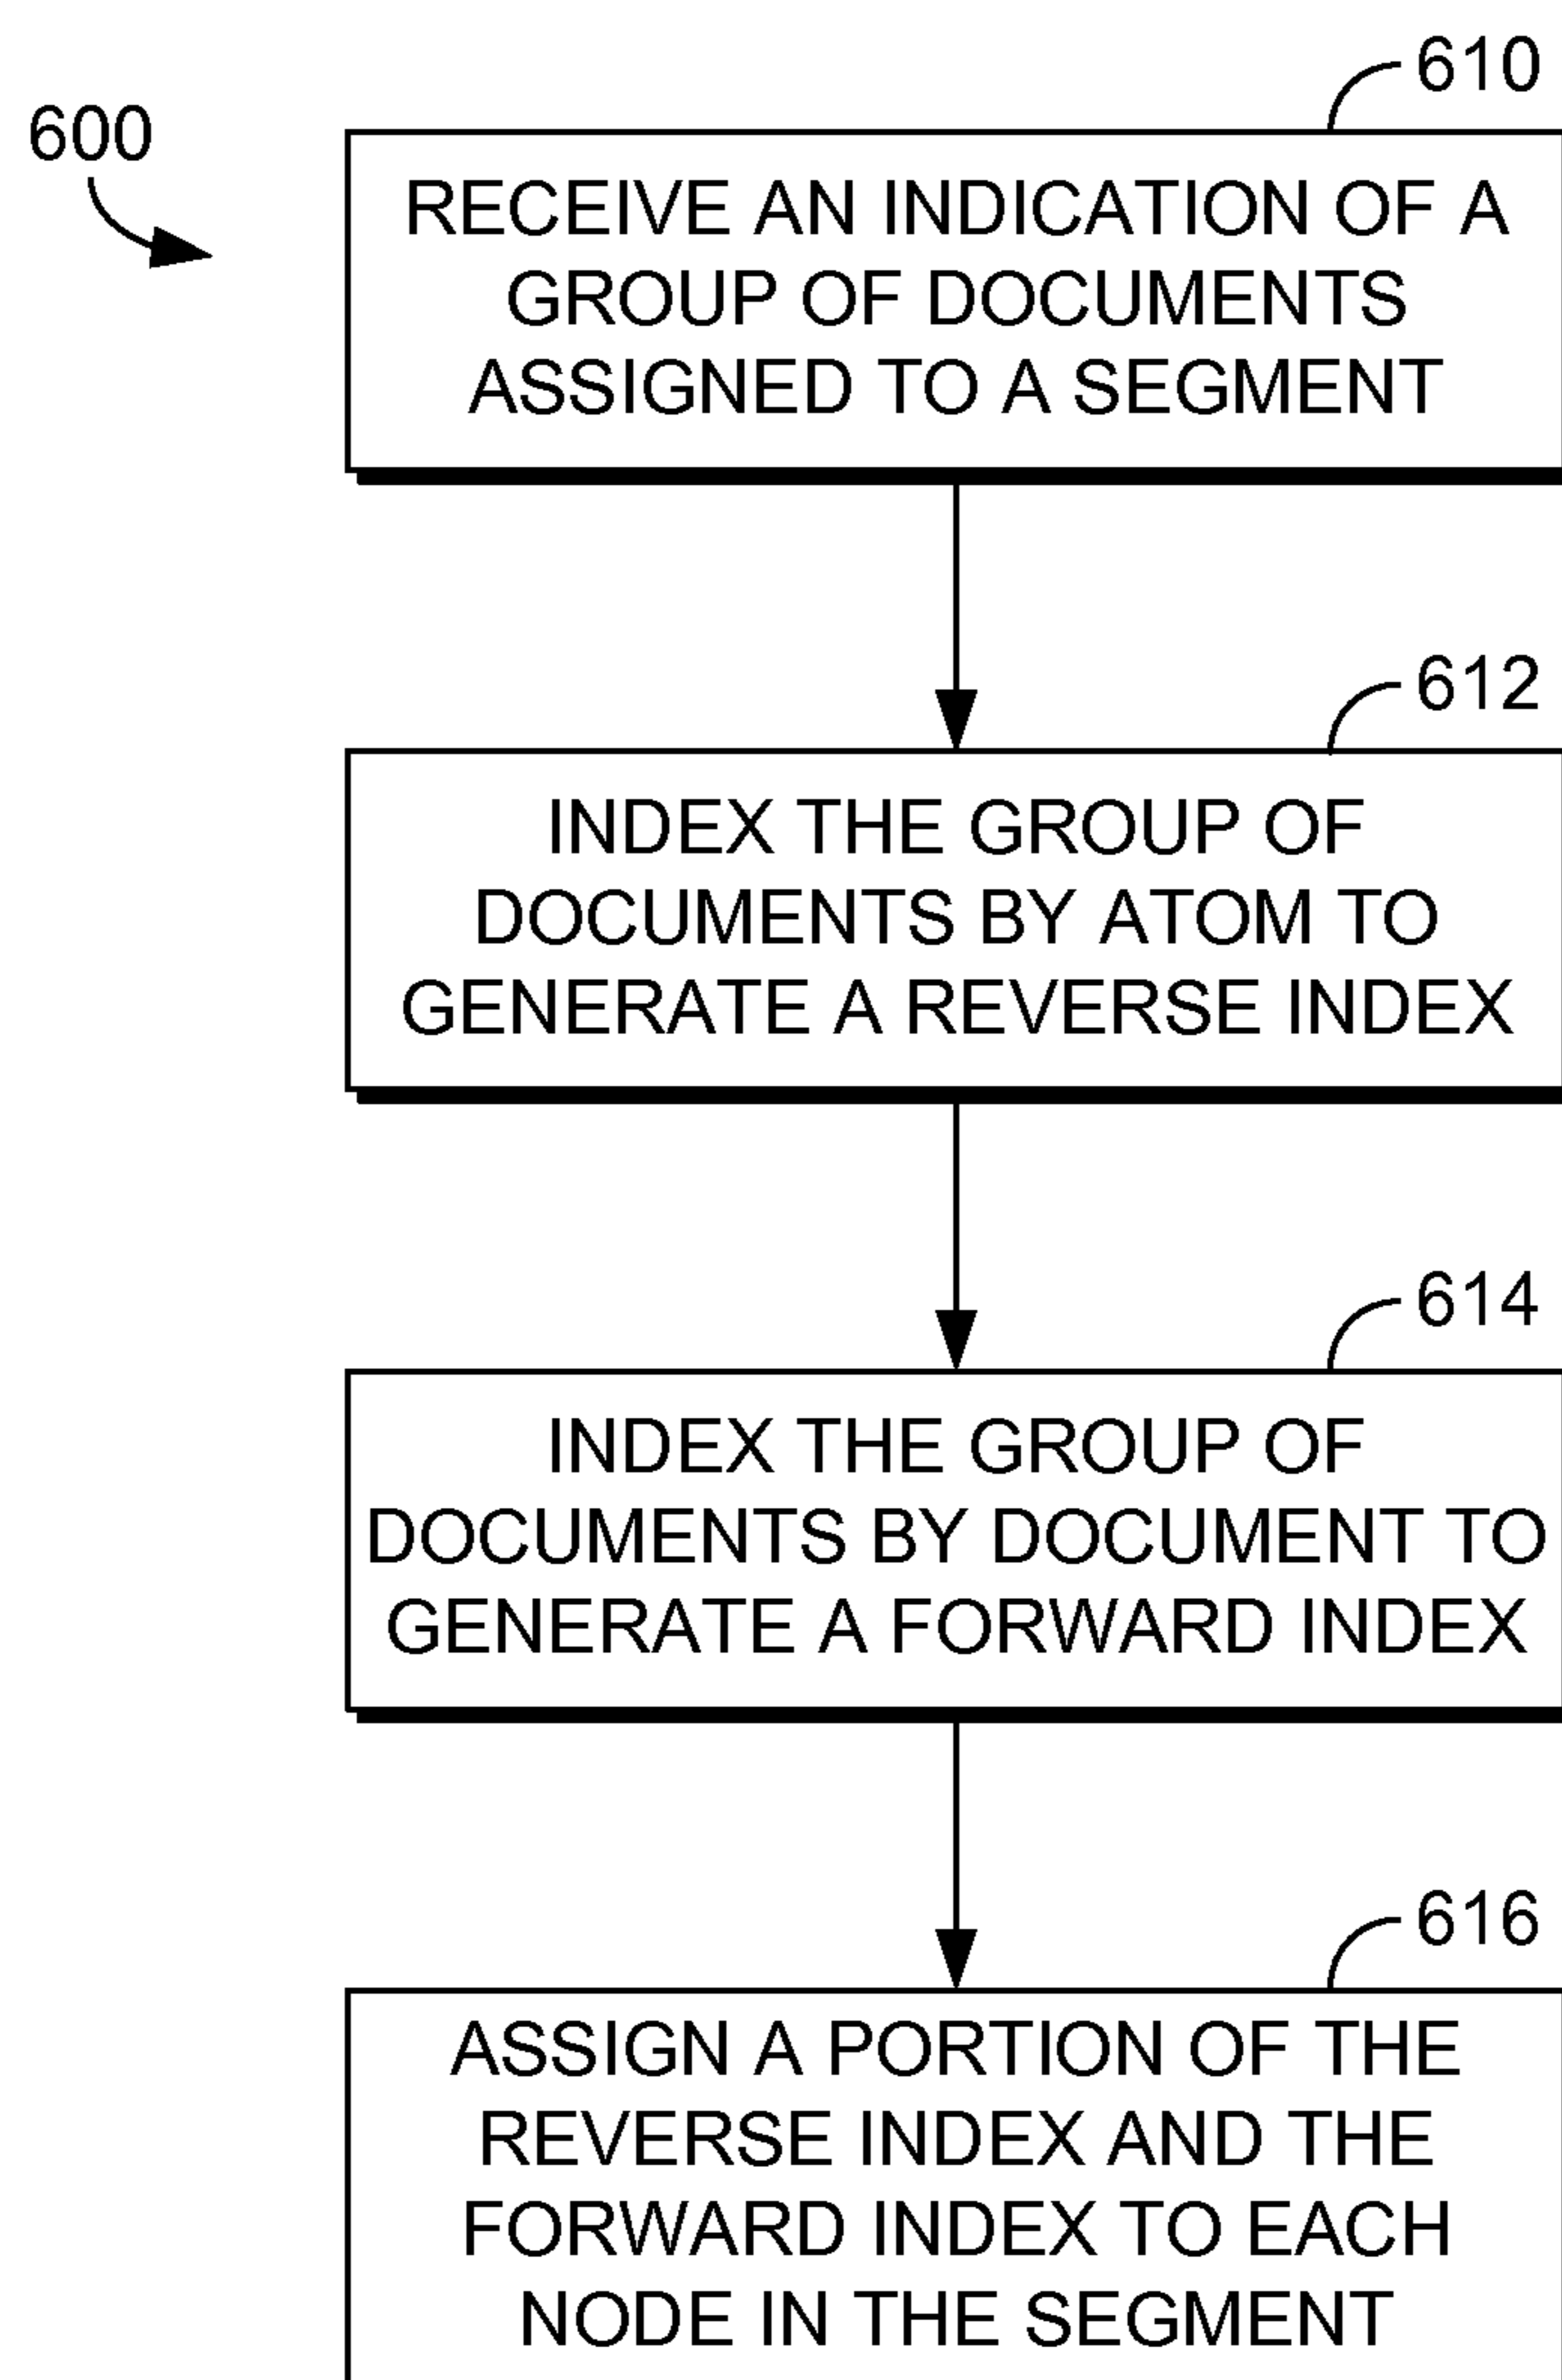 610
600
RECEIVE AN INDICATION OF A
GROUP OF DOCUMENTS
ASSIGNED TO A SEGMENT
612
INDEX THE GROUP OF
DOCUMENTS BY ATOM TO
GENERATE A REVERSE INDEX
614
INDEX THE GROUP OF
DOCUMENTS BY DOCUMENT TO
GENERATE A FORWARD INDEX
616
ASSIGN A PORTION OF THE
REVERSE INDEX AND THE
FORWARD INDEX TO EACH
NODE IN THE SEGMENT